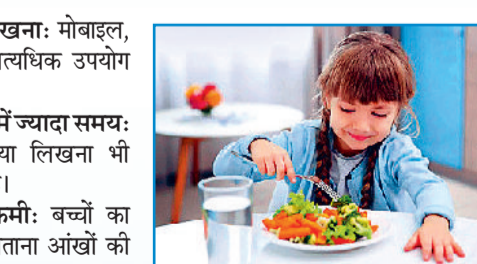 खना: मोबाइल,
त्यधिक उपयोग
में ज्यादा समय:
या लिखना भी
।
कमी: बच्चों का
ताना आंखों की